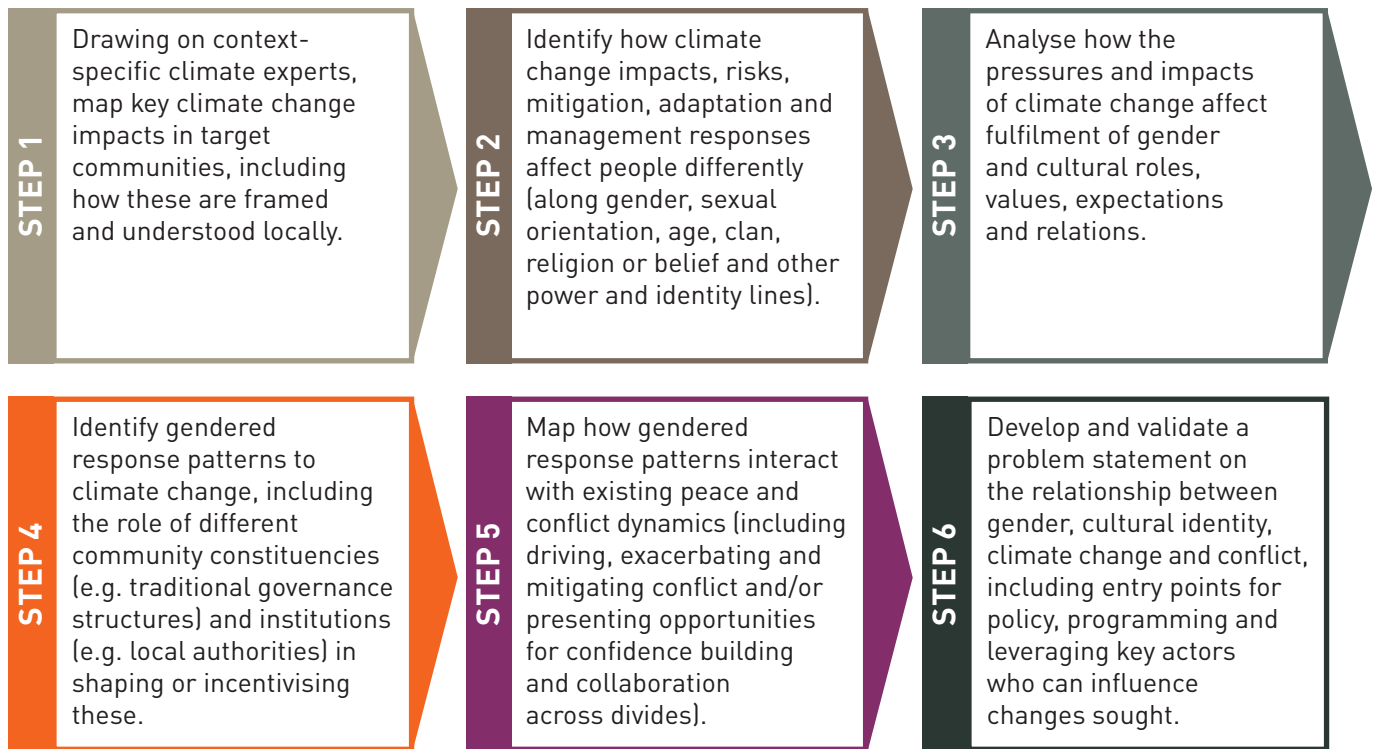 STEP 1
Drawing on context-
specific climate experts,
map key climate change
impacts in target
communities, including
how these are framed
and understood locally.
STEP 2
Identify how climate
change impacts, risks,
mitigation, adaptation and
management responses
affect people differently
(along gender, sexual
orientation, age, clan,
religion or belief and other
power and identity lines).
STEP 3
Analyse how the
pressures and impacts
of climate change affect
fulfilment of gender
and cultural roles,
values, expectations
and relations.
STEP 4
Identify gendered
response patterns to
climate change, including
the role of different
community constituencies
(e.g. traditional governance
structures) and institutions
(e.g. local authorities) in
shaping or incentivising
these.
STEP 5
Map how gendered
response patterns interact
with existing peace and
conflict dynamics (including
driving, exacerbating and
mitigating conflict and/or
presenting opportunities
for confidence building
and collaboration
across divides).
STEP 6
Develop and validate a
problem statement on
the relationship between
gender, cultural identity,
climate change and conflict,
including entry points for
policy, programming and
leveraging key actors
who can influence
changes sought.